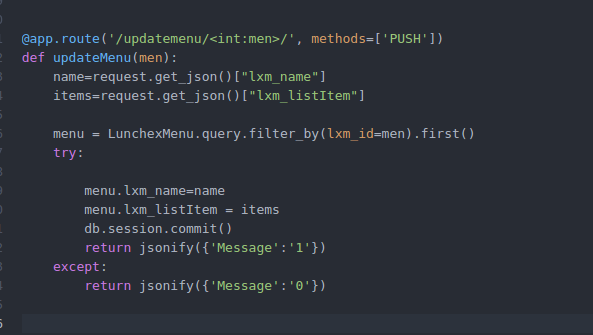 @app.route('/updatemenu/<int:men>/', methods=['PUSH'])
def updateMenu(men):
    name=request.get_json()["lxm_name"]
    items=request.get_json()["lxm_listItem"]
    menu = LunchexMenu.query.filter_by(lxm_id=men).first()
    try:
        menu.lxm_name=name
        menu.lxm_listItem = items
        db.session.commit()
        return jsonify({'Message':'1'})
    except:
        return jsonify({'Message':'0'})